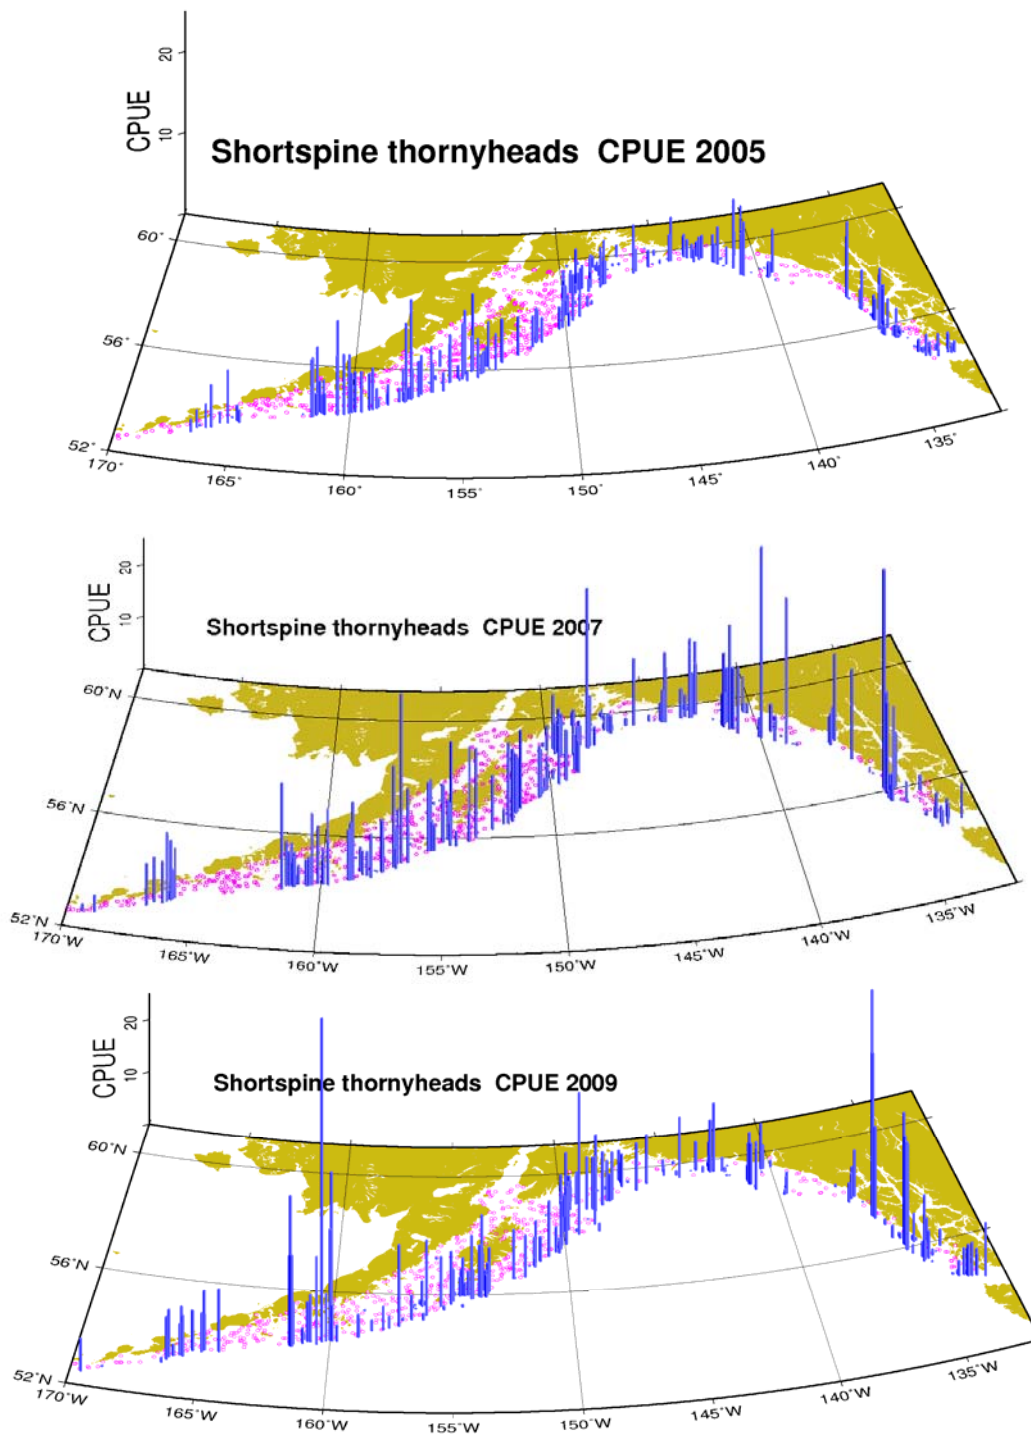 20
10
CPUE
Shortspine thornyheads CPUE 2005
60°
56°
52°
170°
165°
160°
155°
150°
145°
140°
135°
20
10
CPUE
Shortspine thornyheads CPUE 2007
60°N
56°N
52°N
170°W
165°W
160°W
155°W
150°W
145°W
140°W
135°W
20
10
CPUE
Shortspine thornyheads CPUE 2009
60°N
56°N
52°N
170°W
165°W
160°W
155°W
150°W
145°W
140°W
135°W